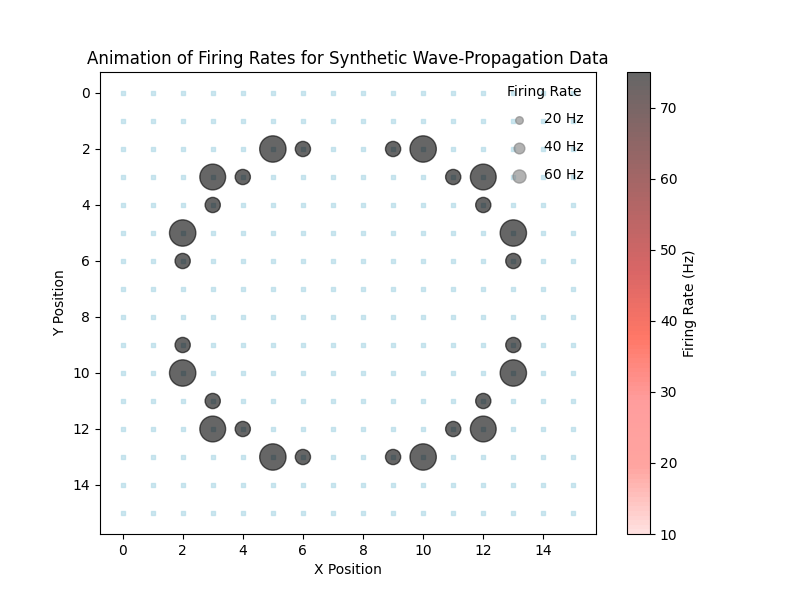 Animation of Firing Rates for Synthetic Wave-Propagation Data
Firing Rate
20 Hz
40 Hz
60 Hz
0
2
4
6
8
10
12
14
Y Position
0 2 4 6 8 10 12 14
X Position
70
60
50
40
30
20
10
Firing Rate (Hz)